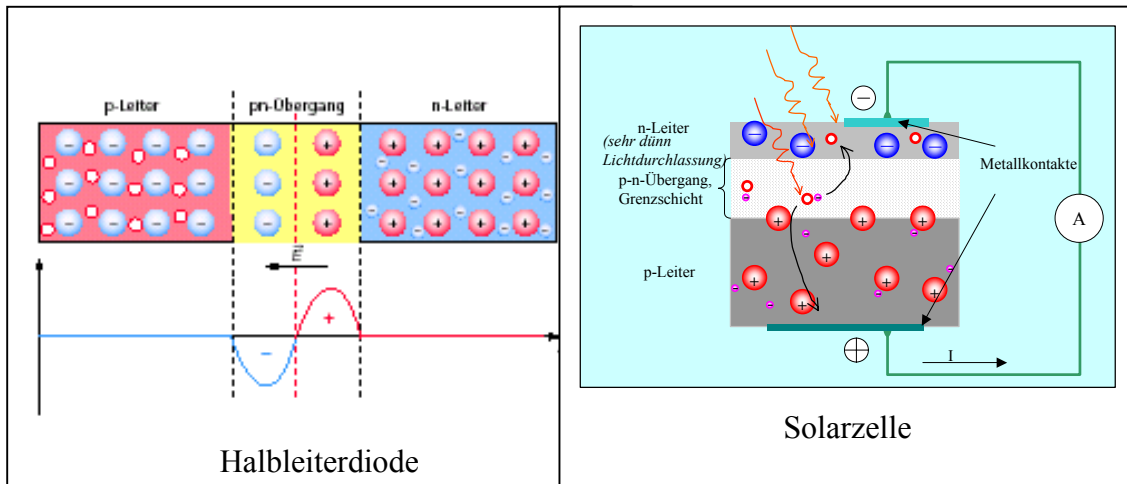 p-Leiter pn-Übergang n-Leiter
E
−
+
Halbleiterdiode
−
n-Leiter
(sehr dünn
Lichtdurchlassung)
p-n-Übergang,
Grenzschicht
Metallkontakte
A
p-Leiter
+
I
Solarzelle